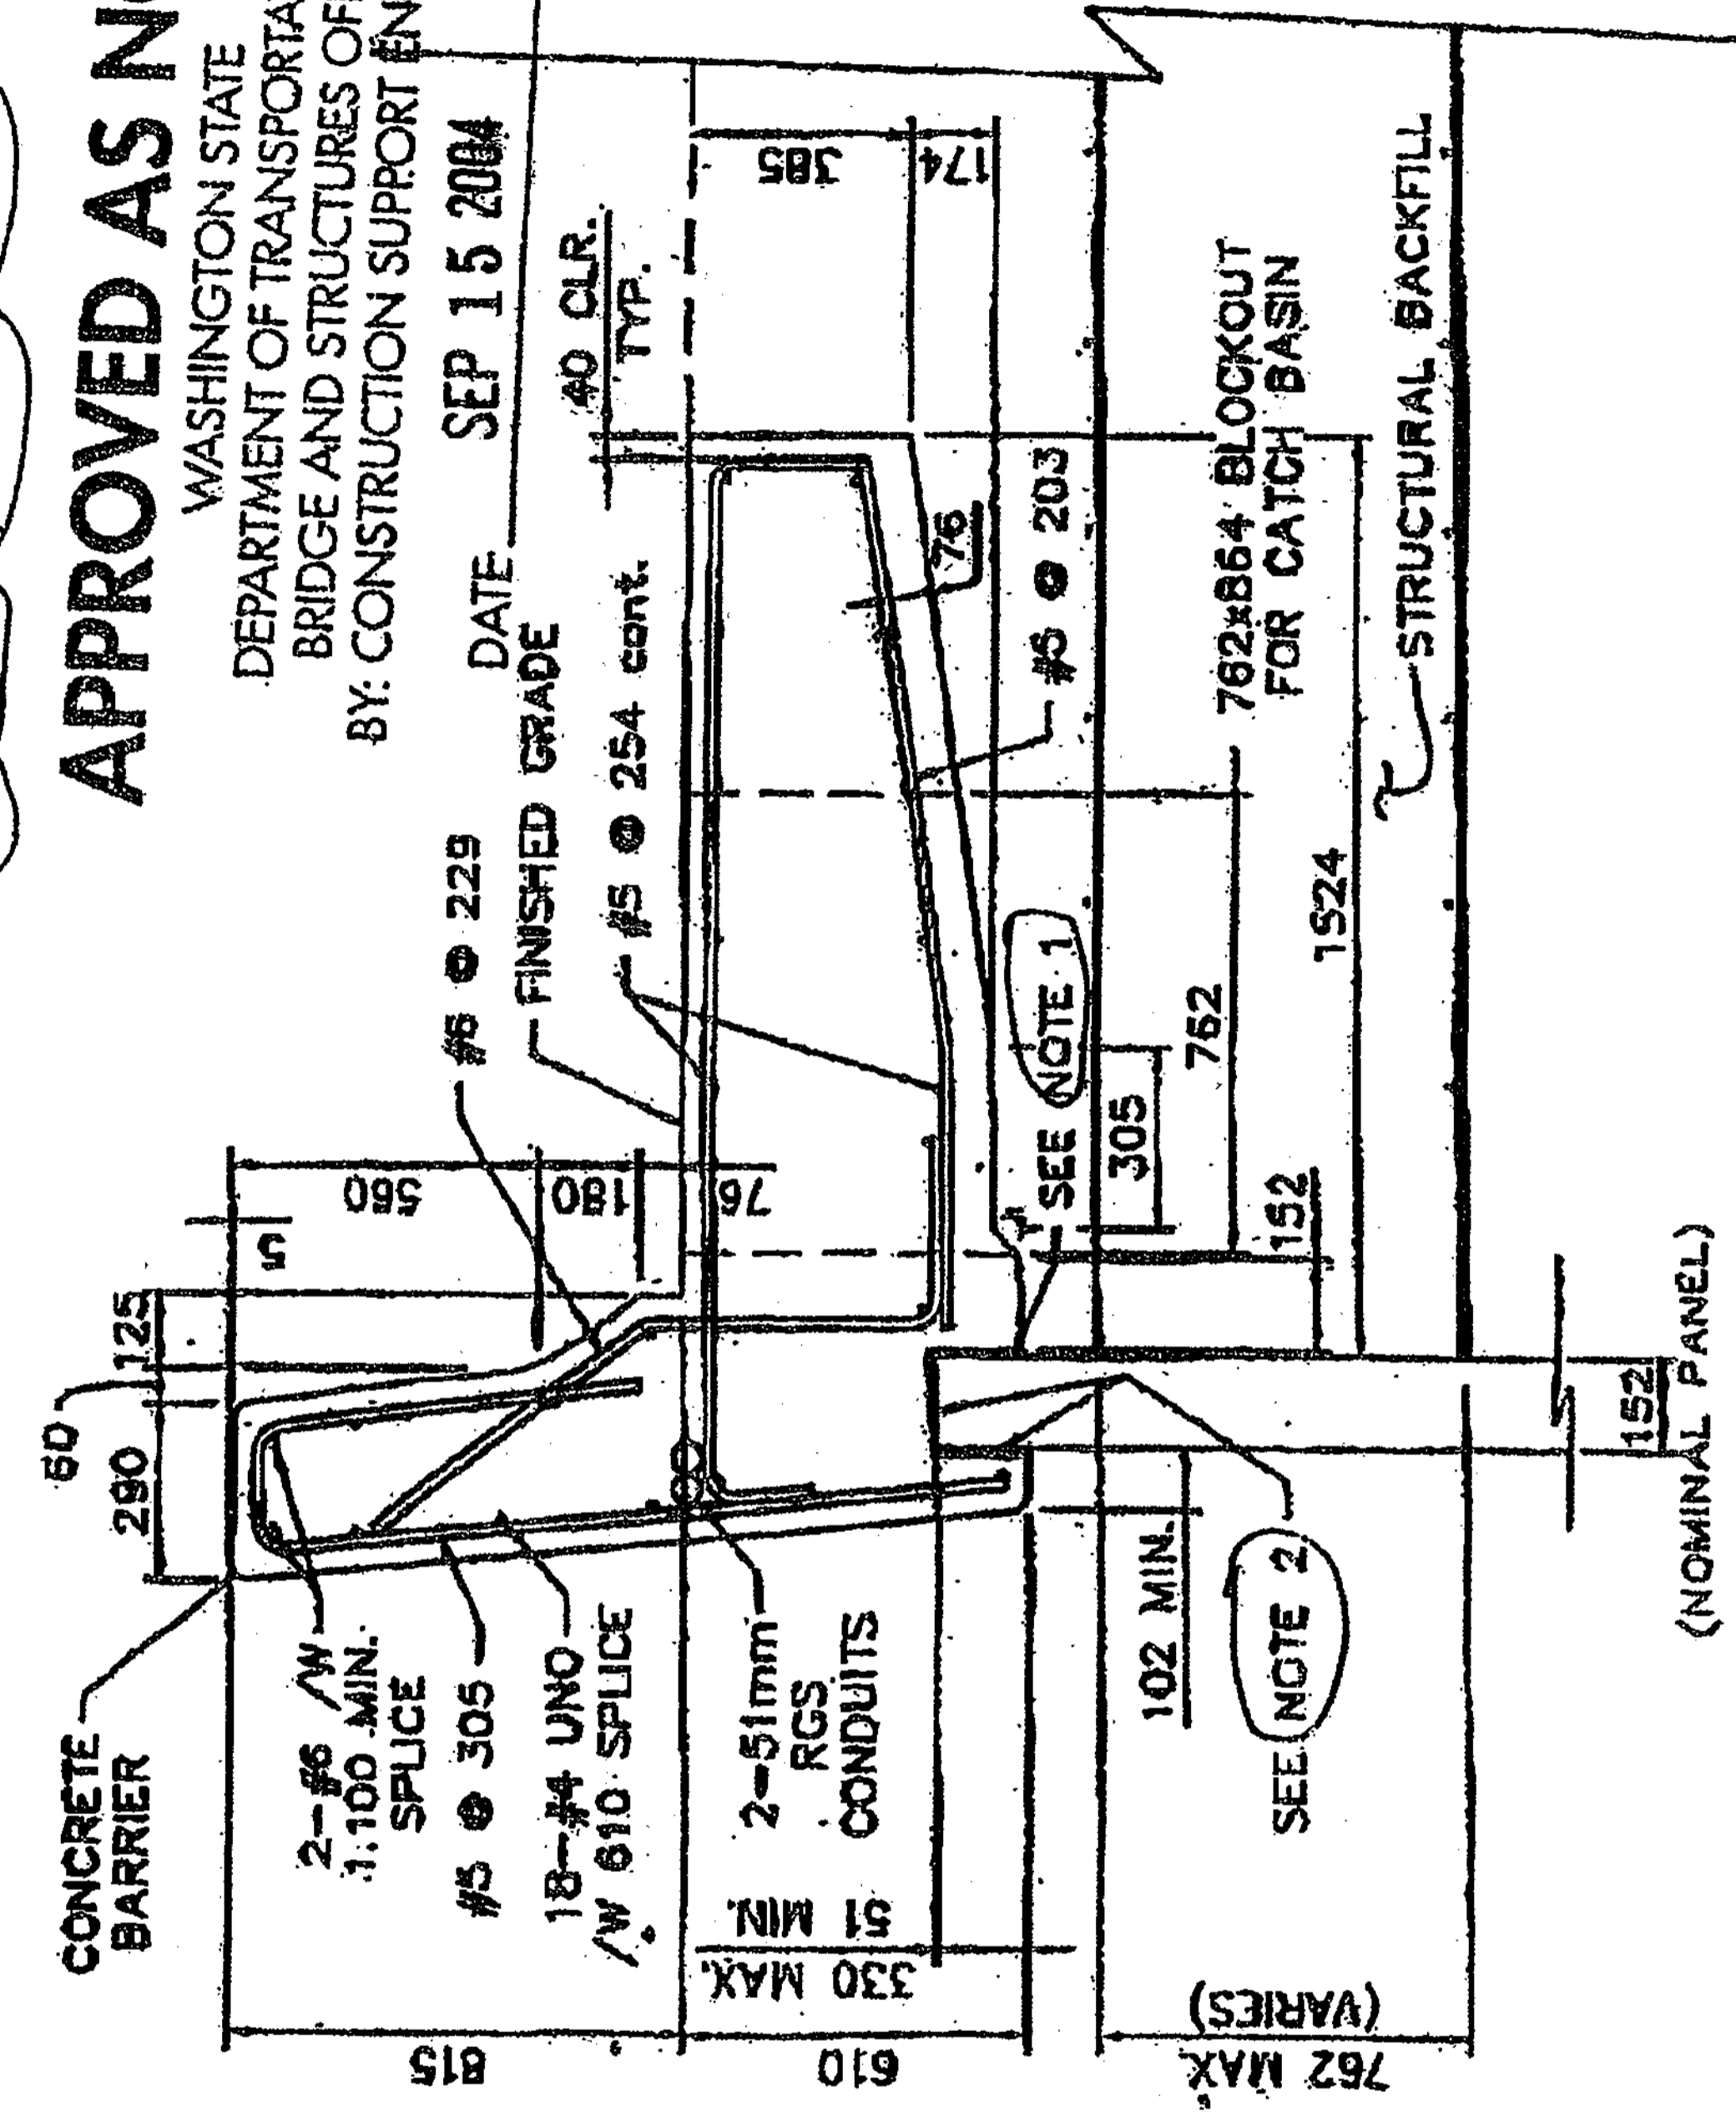 APPROVED AS
WASHINGTON STATE
DEPARTMENT OF
BRIDGE AND STRUCTURES
BY: CONSTRUCTION SUPPORT
DATE SEP 15 2004
CONCRETE
BARRIER
60
290
125
5
560
180
76
#6 @ 229
FINISHED GRADE
#5 @ 254 cont.
40 CLR.
TYP.
385
174
2-#6 /W
1.100 MIN.
SPLICE
#5 @ 305
18-#4 UNO
/W 610 SPLICE
2-51mm
RGS
CONDUITS
815
610
51 MIN.
330 MAX.
76
#5 @ 203
SEE NOTE 1
305
762
762x864 BLOCKOUT
FOR CATCH BASIN
152
1524
102 MIN.
SEE NOTE 2
762 MAX
(VARIES)
STRUCTURAL BACKFILL
152
(NOMINAL PANEL)